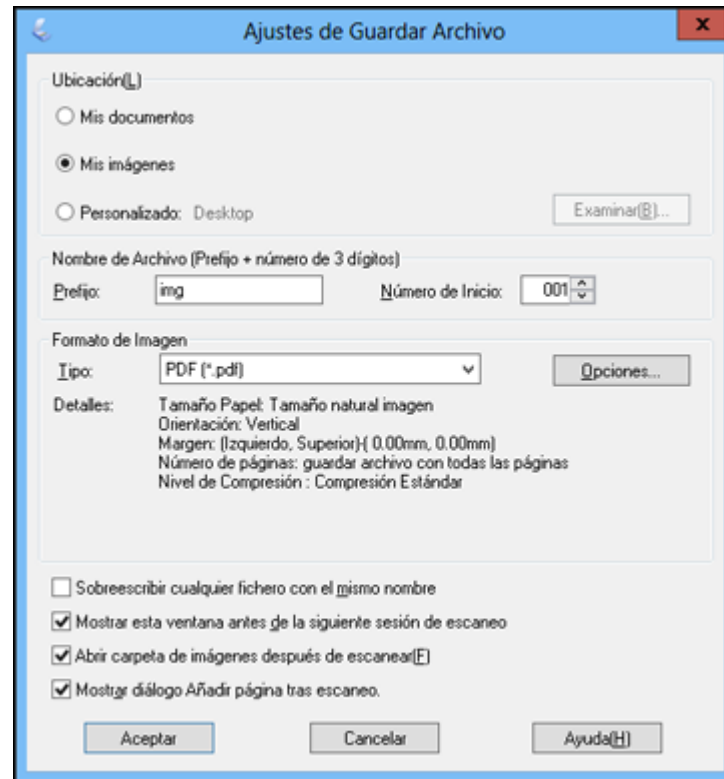 Ajustes de Guardar Archivo
x
Ubicación(L)
Mis documentos
Mis imágenes
Personalizado: Desktop Examinar(B)...
Nombre de Archivo (Prefijo + número de 3 dígitos)
Prefijo: img Número de Inicio: 001
Formato de Imagen
Tipo: PDF (*.pdf) Opciones...
Detalles: Tamaño Papel: Tamaño natural imagen
Orientación: Vertical
Margen: (Izquierdo, Superior)-( 0.00mm, 0.00mm)
Número de páginas: guardar archivo con todas las páginas
Nivel de Compresión : Compresión Estándar
Sobreescribir cualquier fichero con el mismo nombre
Mostrar esta ventana antes de la siguiente sesión de escaneo
Abrir carpeta de imágenes después de escanear(F)
Mostrar diálogo Añadir página tras escaneo.
Aceptar Cancelar Ayuda(H)